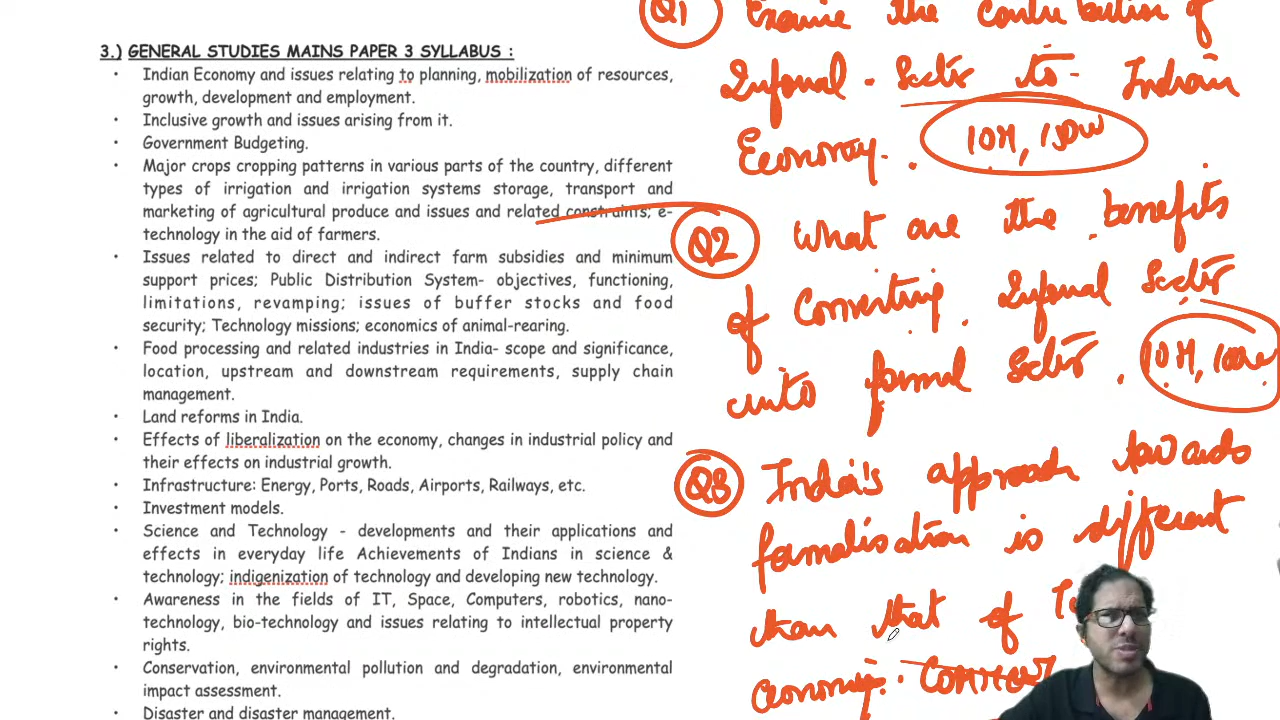 3.) GENERAL STUDIES MAINS PAPER 3 SYLLABUS :
• Indian Economy and issues relating to planning, mobilization of resources,
growth, development and employment.
• Inclusive growth and issues arising from it.
• Government Budgeting.
• Major crops cropping patterns in various parts of the country, different
types of irrigation and irrigation systems storage, transport and
marketing of agricultural produce and issues and related constraints; e-
technology in the aid of farmers.
• Issues related to direct and indirect farm subsidies and minimum
support prices; Public Distribution System- objectives, functioning,
limitations, revamping; issues of buffer stocks and food
security; Technology missions; economics of animal-rearing.
• Food processing and related industries in India- scope and significance,
location, upstream and downstream requirements, supply chain
management.
• Land reforms in India.
• Effects of liberalization on the economy, changes in industrial policy and
their effects on industrial growth.
• Infrastructure: Energy, Ports, Roads, Airports, Railways, etc.
• Investment models.
• Science and Technology - developments and their applications and
effects in everyday life Achievements of Indians in science &
technology; indigenization of technology and developing new technology.
• Awareness in the fields of IT, Space, Computers, robotics, nano-
technology, bio-technology and issues relating to intellectual property
rights.
• Conservation, environmental pollution and degradation, environmental
impact assessment.
• Disaster and disaster management.
Q1 Examine the contribution of
Informal Sector to Indian
Economy. 10M, 150W
Q2 What are the benefits
of Converting Informal Sector
into formal Sector. 10M,
Q3 India's approach towards
formalisation is different
than that of